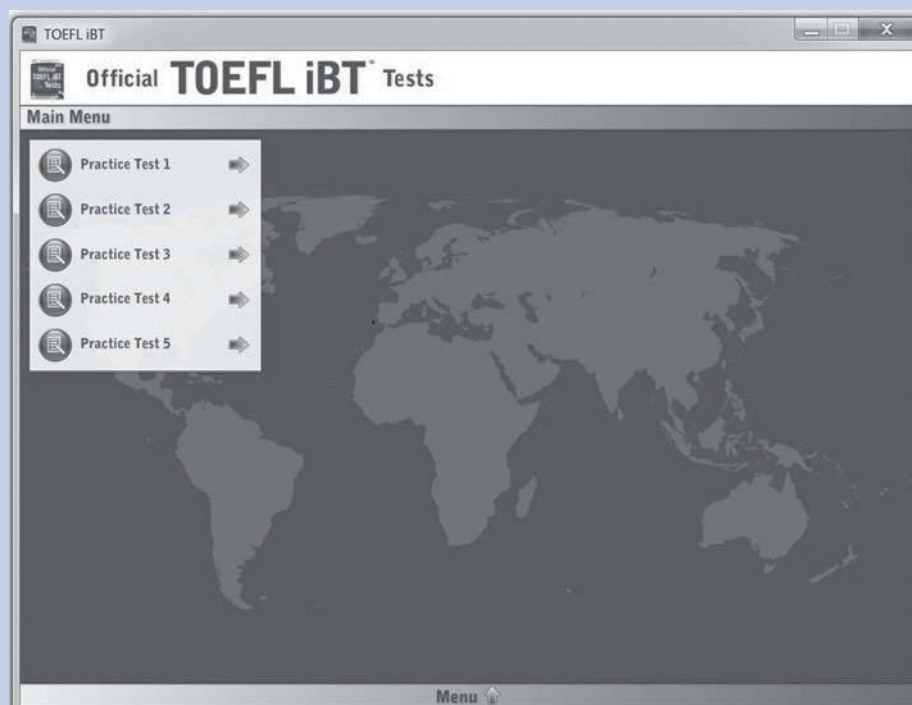 TOEFL iBT
Official TOEFL iBT® Tests
Main Menu
Practice Test 1
Practice Test 2
Practice Test 3
Practice Test 4
Practice Test 5
Menu